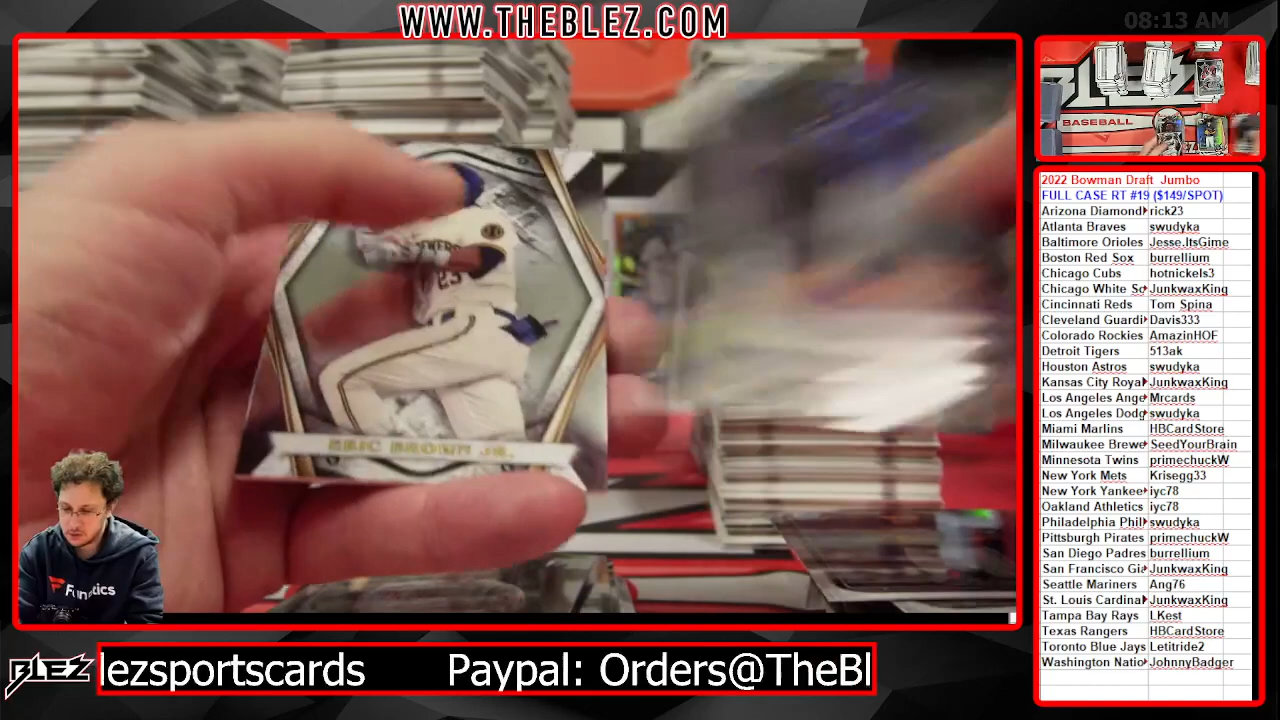 WWW.THEBLEZ.COM
08:13 AM
BREWERS
23
ERIC BROWN JR.
BLEZ
BASEBALL
2022 Bowman Draft Jumbo
FULL CASE RT #19 ($149/SPOT)
Arizona Diamond rick23
Atlanta Braves swudyka
Baltimore Orioles Jesse.ItsGime
Boston Red Sox burrellium
Chicago Cubs hotnickels3
Chicago White So JunkwaxKing
Cincinnati Reds Tom Spina
Cleveland Guardi Davis333
Colorado Rockies AmazinHOF
Detroit Tigers 513ak
Houston Astros swudyka
Kansas City Roya JunkwaxKing
Los Angeles Ange Mrcards
Los Angeles Dodg swudyka
Miami Marlins HBCardStore
Milwaukee Brewe SeedYourBrain
Minnesota Twins primechuckW
New York Mets Krisegg33
New York Yankee iyc78
Oakland Athletics iyc78
Philadelphia Phil swudyka
Pittsburgh Pirates primechuckW
San Diego Padres burrellium
San Francisco Gi JunkwaxKing
Seattle Mariners Ang76
St. Louis Cardina JunkwaxKing
Tampa Bay Rays LKest
Texas Rangers HBCardStore
Toronto Blue Jays Letitride2
Washington Natio JohnnyBadger
Fanatics
BLEZ
lezsportscards Paypal: Orders@TheBl